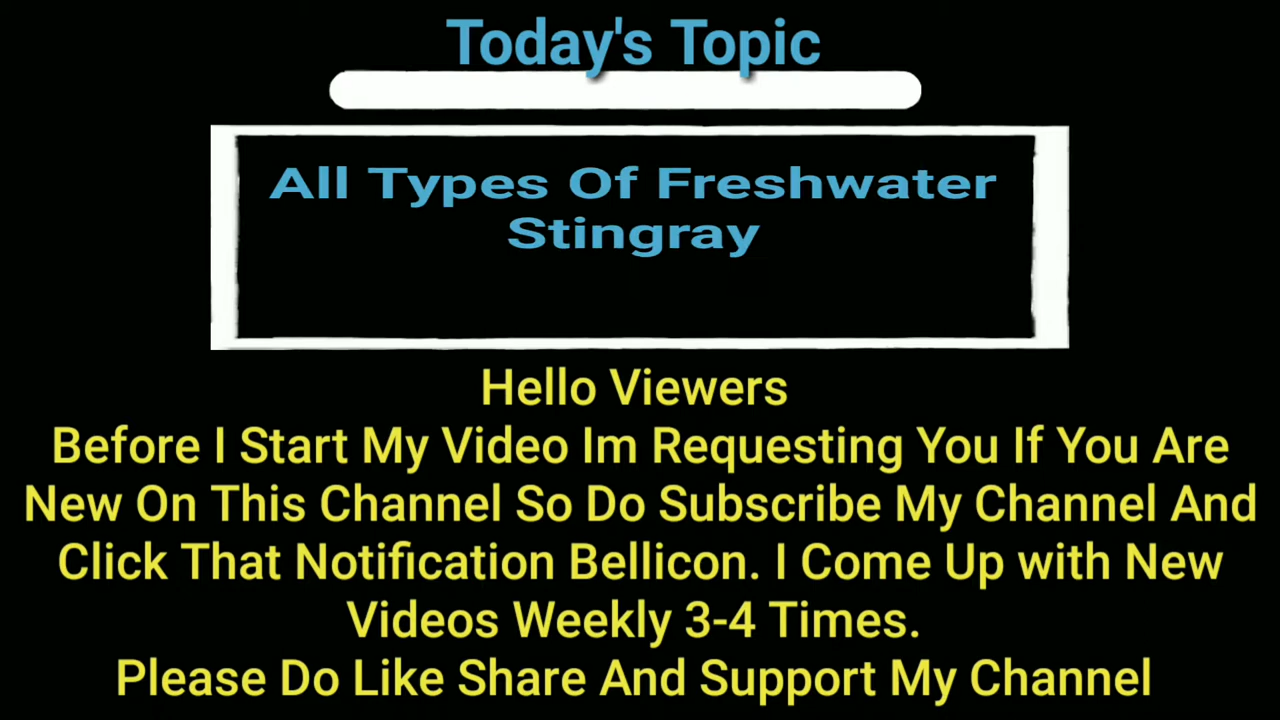 Today's Topic
All Types Of Freshwater
Stingray
Hello Viewers
Before I Start My Video Im Requesting You If You Are
New On This Channel So Do Subscribe My Channel And
Click That Notification Bellicon. I Come Up with New
Videos Weekly 3-4 Times.
Please Do Like Share And Support My Channel